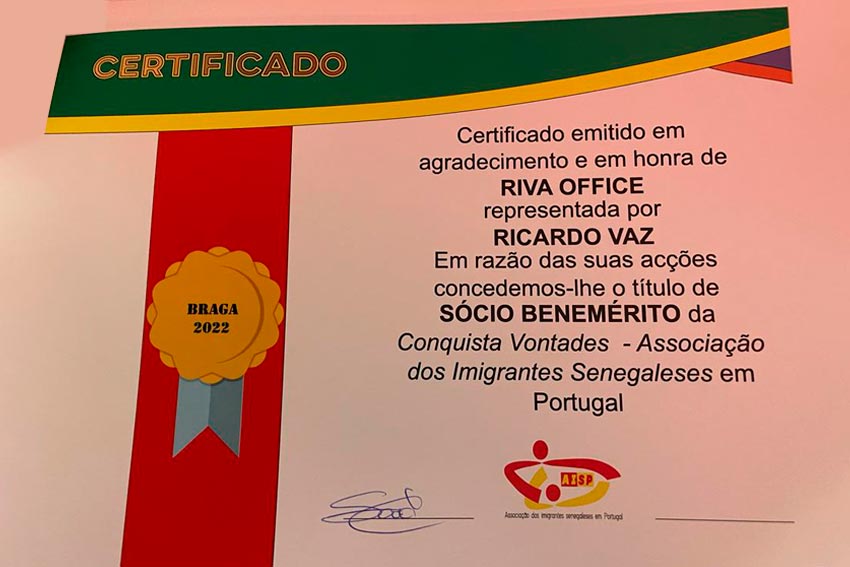 CERTIFICADO
Certificado emitido em
agradecimento e em honra de
RIVA OFFICE
representada por
RICARDO VAZ
Em razão das suas acções
concedemos-lhe o título de
SÓCIO BENEMÉRITO da
Conquista Vontades - Associação
dos Imigrantes Senegaleses em
Portugal
BRAGA
2022
AISP
Associação dos imigrantes senegaleses em Portugal